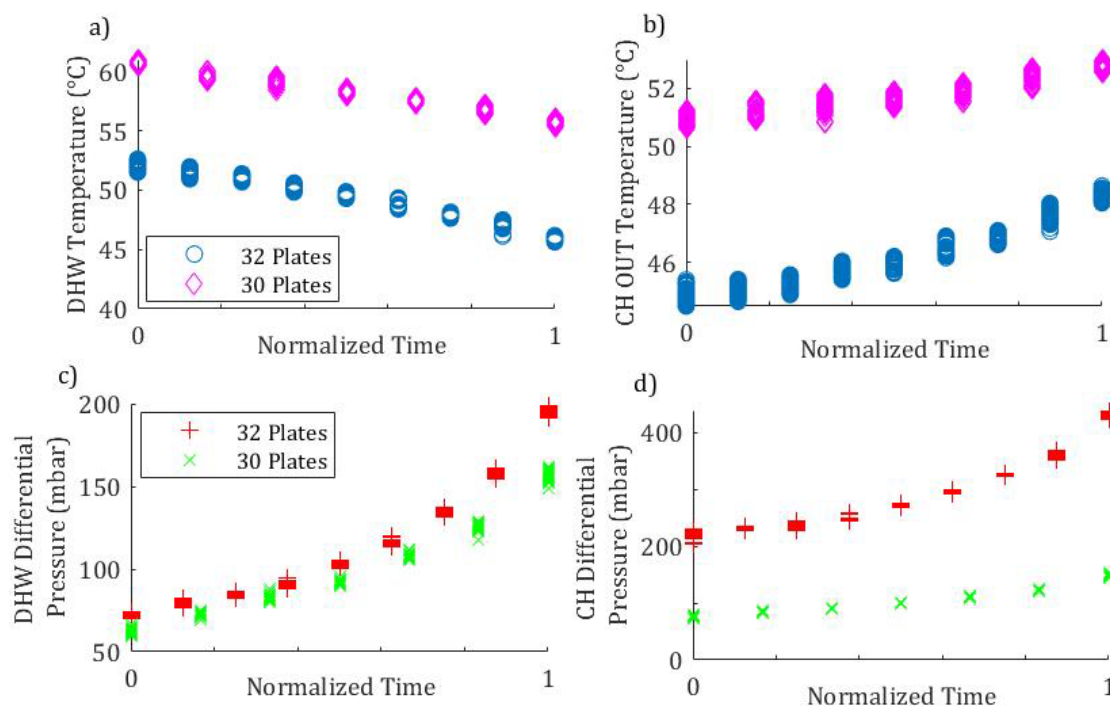 a)
DHW Temperature (°C)
60
55
50
45
40
32 Plates
30 Plates
0
1
Normalized Time
b)
CH OUT Temperature (°C)
52
50
48
46
0
1
Normalized Time
c)
DHW Differential
Pressure (mbar)
200
150
100
50
32 Plates
30 Plates
0
1
Normalized Time
d)
CH Differential
Pressure (mbar)
400
200
0
0
1
Normalized Time